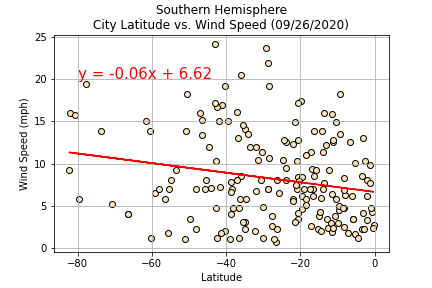 Southern Hemisphere
City Latitude vs. Wind Speed (09/26/2020)
25
20
15
10
5
0
y = -0.06x + 6.62
Wind Speed (mph)
−80
−60
−40
−20
0
Latitude